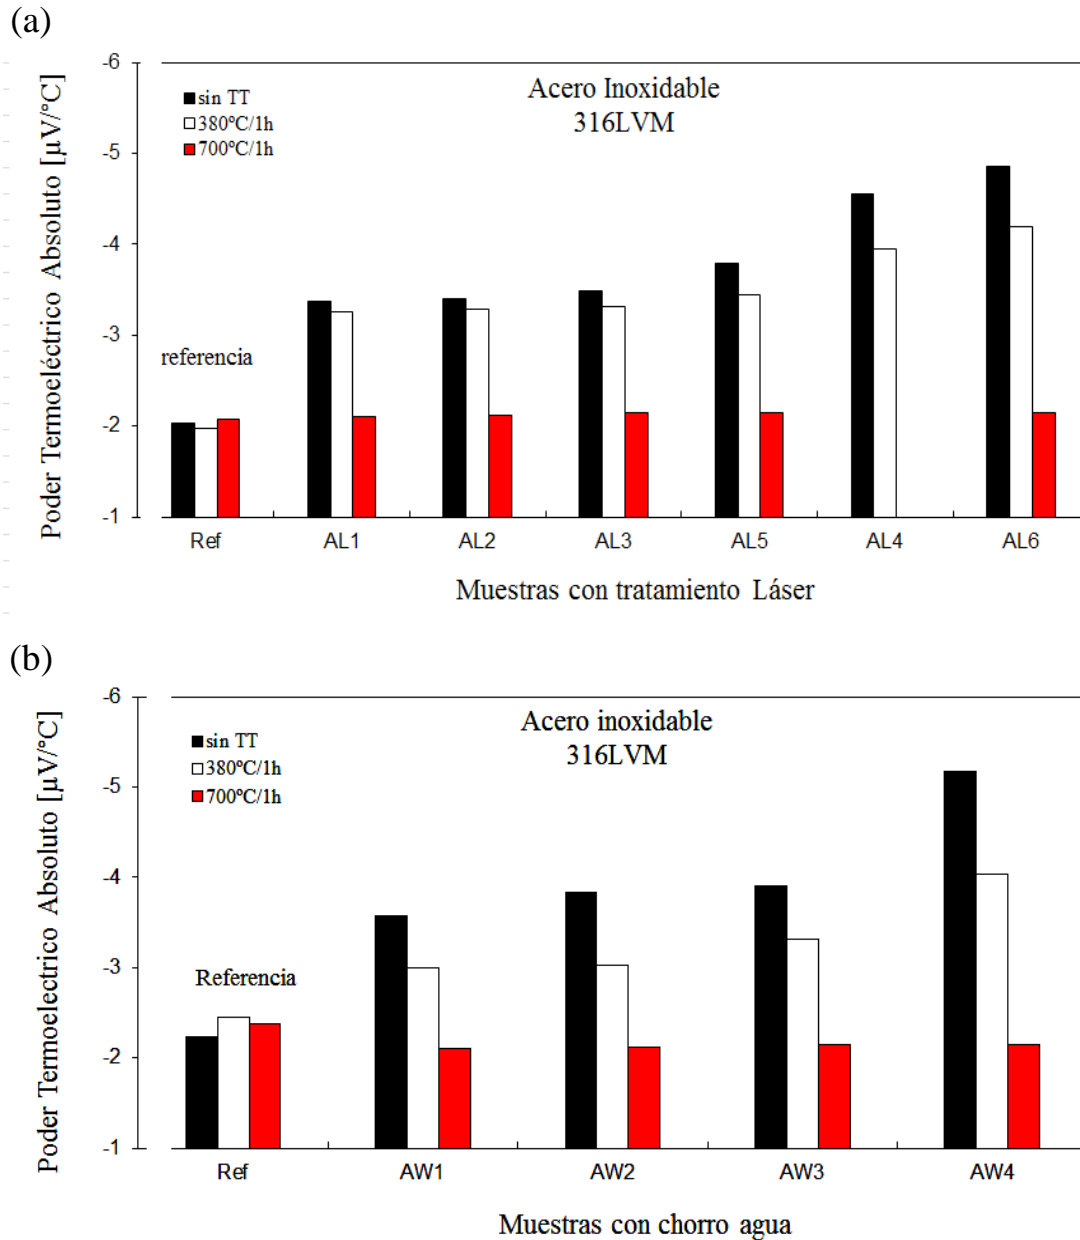 (a)
Poder Termoeléctrico Absoluto [µV/°C]
-6
-5
-4
-3
-2
-1
sin TT
380ºC/1h
700ºC/1h
Acero Inoxidable
316LVM
referencia
Ref AL1 AL2 AL3 AL5 AL4 AL6
Muestras con tratamiento Láser
(b)
Poder Termoelectrico Absoluto [µV/°C]
-6
-5
-4
-3
-2
-1
sin TT
380ºC/1h
700ºC/1h
Acero inoxidable
316LVM
Referencia
Ref AW1 AW2 AW3 AW4
Muestras con chorro agua